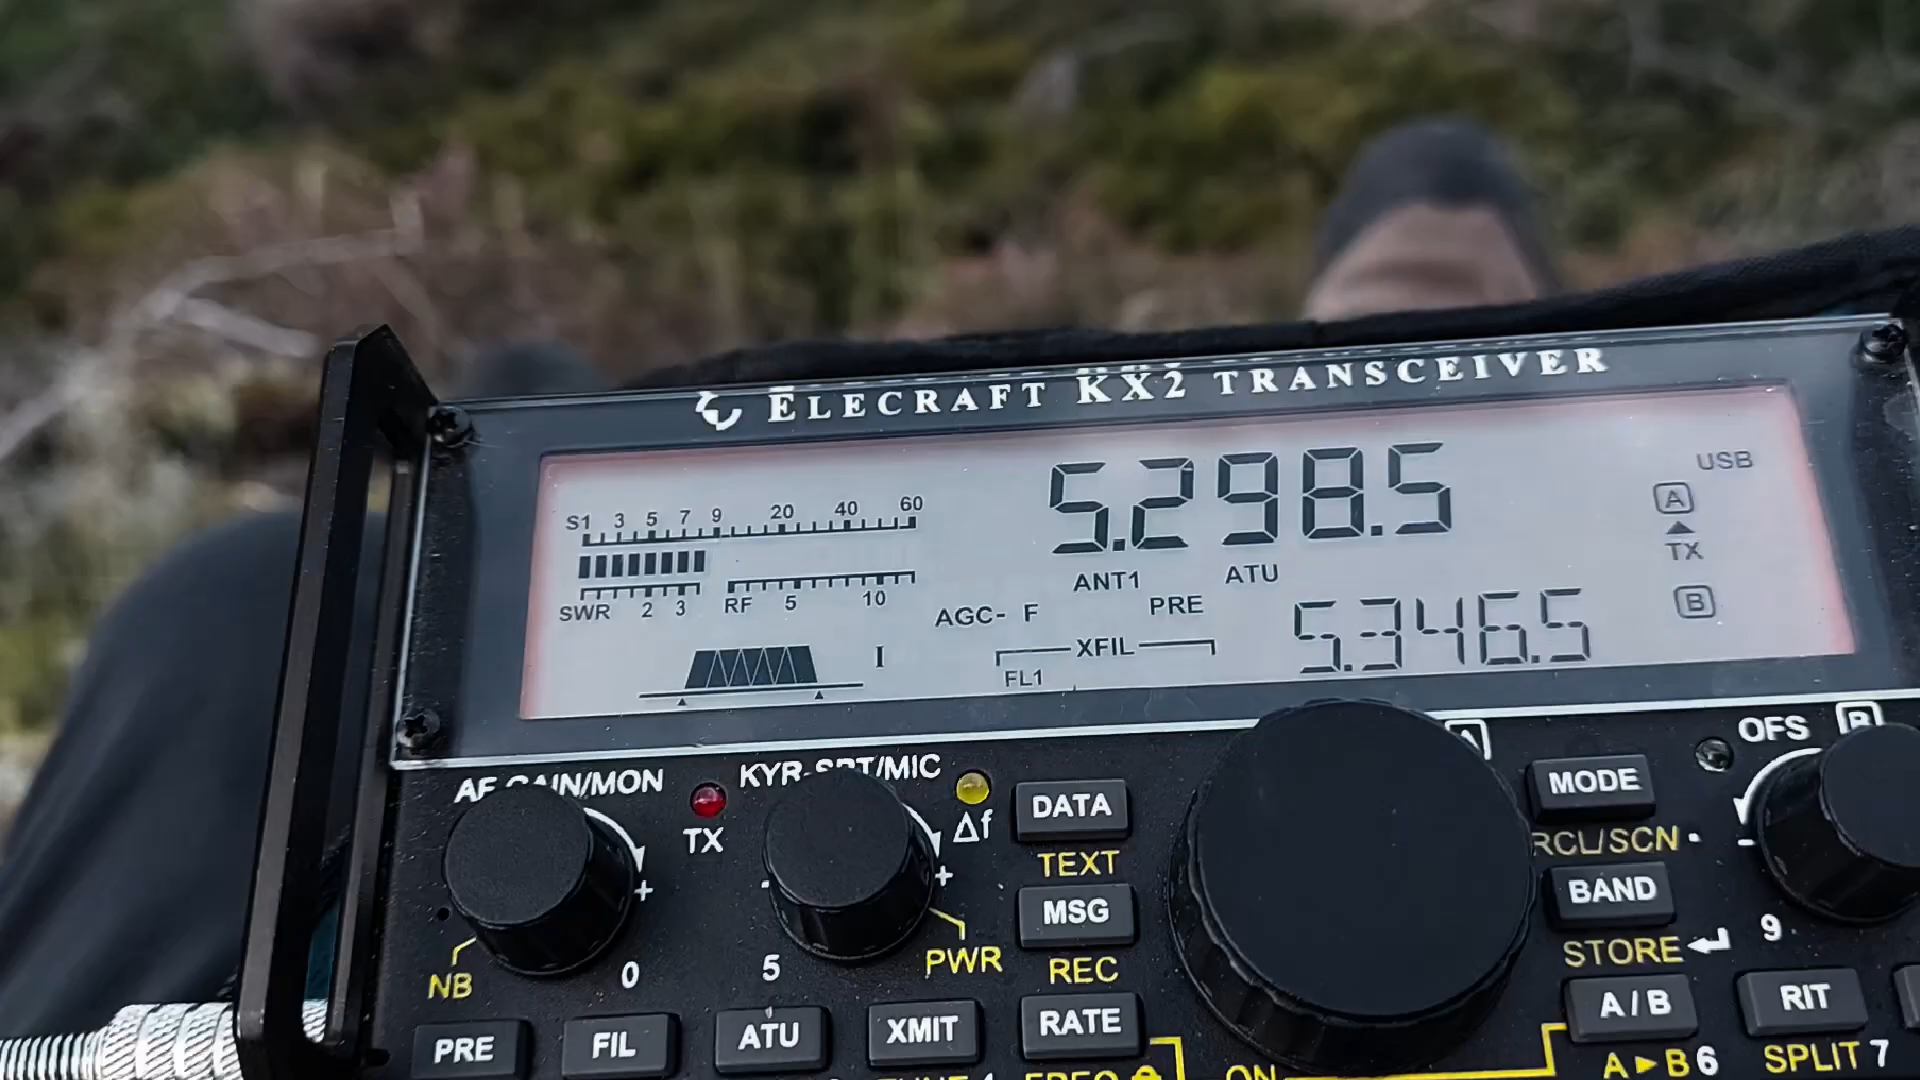 ELECRAFT KX2 TRANSCEIVER
S1 3 5 7 9 20 40 60
SWR 2 3 RF 5 10
5.298.5
USB
A
TX
B
ANT1 ATU
AGC- F PRE
5.346.5
XFIL
FL1
I
AF GAIN/MON
TX
KYR-SPT/MIC
Δf
DATA
TEXT
MSG
REC
RATE
MODE
RCL/SCN
BAND
STORE
A / B
A►B 6
OFS B
A
- +
- +
-
NB 0 5 PWR 9
PRE FIL ATU XMIT
RIT
SPLIT 7
ON